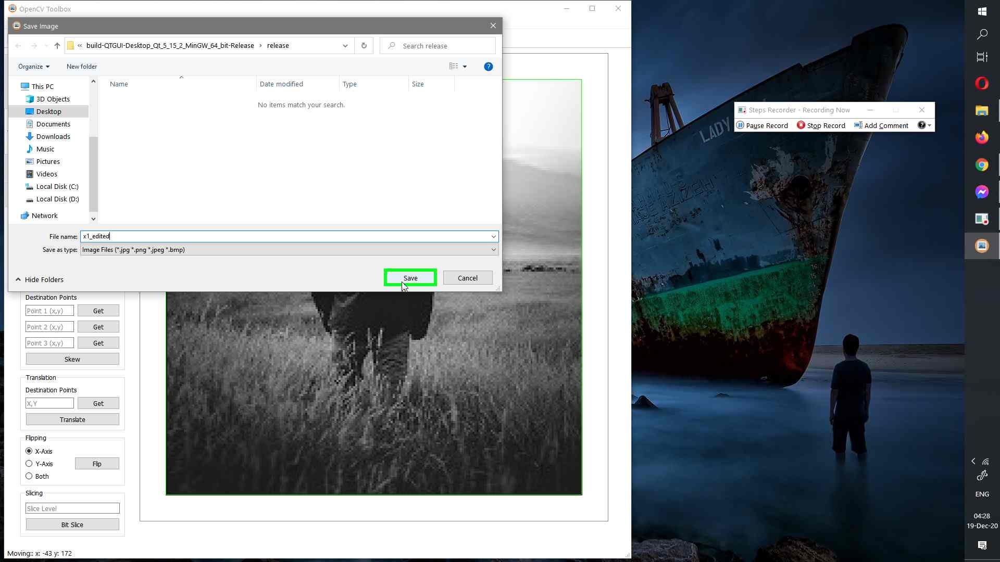 OpenCV Toolbox
Save Image
« build-QTGUI-Desktop_Qt_5_15_2_MinGW_64_bit-Release › release
Search release
Organize
New folder
?
Name
Date modified
Type
Size
No items match your search.
This PC
3D Objects
Desktop
Documents
Downloads
Music
Pictures
Videos
Local Disk (C:)
Local Disk (D:)
Network
File name: x1_edited
Save as type: Image Files (*.jpg *.png *.jpeg *.bmp)
Hide Folders
Save
Cancel
Destination Points
Point 1 (x,y) Get
Point 2 (x,y) Get
Point 3 (x,y) Get
Skew
Translation
Destination Points
X,Y Get
Translate
Flipping
X-Axis
Y-Axis Flip
Both
Slicing
Slice Level
Bit Slice
Moving:: x: -43 y: 172
Steps Recorder - Recording Now
Pause Record
Stop Record
Add Comment
?
LADY
ENG
04:28
19-Dec-20